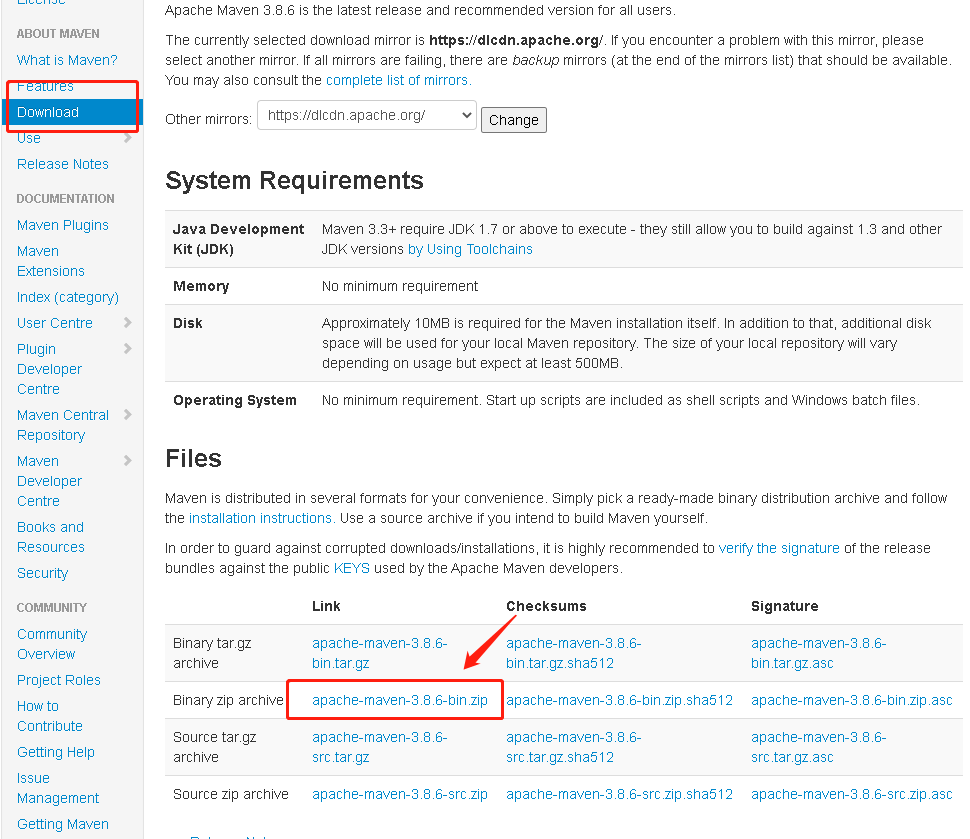 License
ABOUT MAVEN
What is Maven?
Features
Download
Use
Release Notes
DOCUMENTATION
Maven Plugins
Maven
Extensions
Index (category)
User Centre
Plugin
Developer
Centre
Maven Central
Repository
Maven
Developer
Centre
Books and
Resources
Security
COMMUNITY
Community
Overview
Project Roles
How to
Contribute
Getting Help
Issue
Management
Getting Maven
Apache Maven 3.8.6 is the latest release and recommended version for all users.
The currently selected download mirror is https://dlcdn.apache.org/. If you encounter a problem with this mirror, please
select another mirror. If all mirrors are failing, there are backup mirrors (at the end of the mirrors list) that should be available.
You may also consult the complete list of mirrors.
Other mirrors: https://dlcdn.apache.org/ Change
System Requirements
Java Development Maven 3.3+ require JDK 1.7 or above to execute - they still allow you to build against 1.3 and other
Kit (JDK) JDK versions by Using Toolchains
Memory No minimum requirement
Disk Approximately 10MB is required for the Maven installation itself. In addition to that, additional disk
space will be used for your local Maven repository. The size of your local repository will vary
depending on usage but expect at least 500MB.
Operating System No minimum requirement. Start up scripts are included as shell scripts and Windows batch files.
Files
Maven is distributed in several formats for your convenience. Simply pick a ready-made binary distribution archive and follow
the installation instructions. Use a source archive if you intend to build Maven yourself.
In order to guard against corrupted downloads/installations, it is highly recommended to verify the signature of the release
bundles against the public KEYS used by the Apache Maven developers.
Link Checksums Signature
Binary tar.gz apache-maven-3.8.6- apache-maven-3.8.6- apache-maven-3.8.6-
archive bin.tar.gz bin.tar.gz.sha512 bin.tar.gz.asc
Binary zip archive apache-maven-3.8.6-bin.zip apache-maven-3.8.6-bin.zip.sha512 apache-maven-3.8.6-bin.zip.asc
Source tar.gz apache-maven-3.8.6- apache-maven-3.8.6- apache-maven-3.8.6-
archive src.tar.gz src.tar.gz.sha512 src.tar.gz.asc
Source zip archive apache-maven-3.8.6-src.zip apache-maven-3.8.6-src.zip.sha512 apache-maven-3.8.6-src.zip.asc